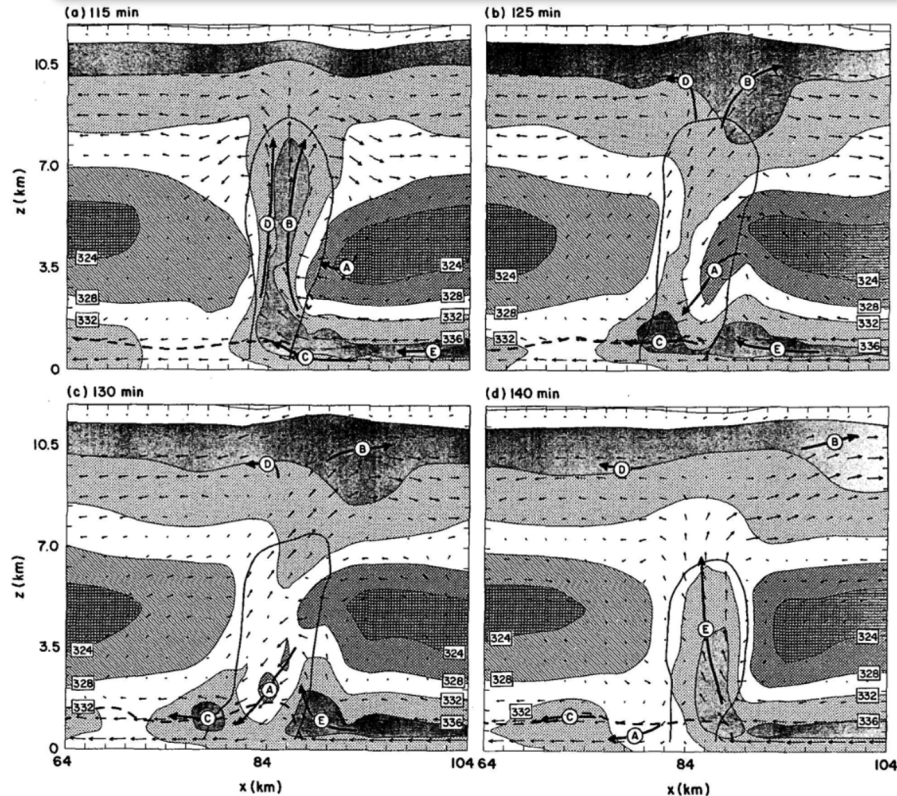 (a) 115 min
(b) 125 min
10.5
7.0
3.5
0
z (km)
D
B
A
C
E
324
328
332
324
328
332
336
D
B
A
C
E
324
328
332
324
328
332
336
(c) 130 min
(d) 140 min
10.5
7.0
3.5
0
z (km)
D
B
A
C
E
324
328
332
324
328
332
336
D
B
E
C
A
324
328
332
324
328
332
336
64
84
104
64
84
104
x (km)
x (km)